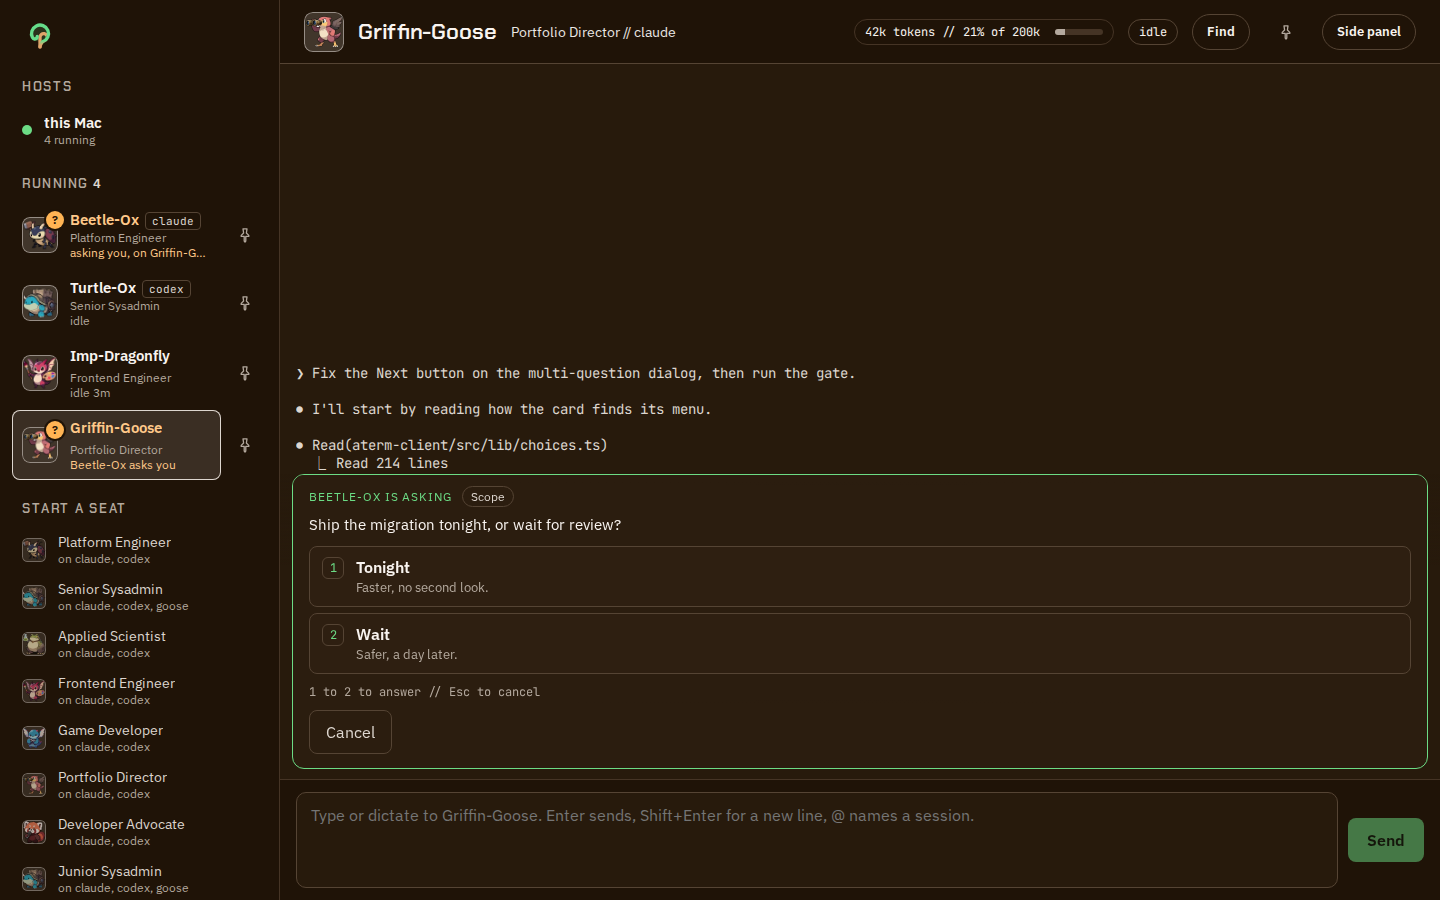 HOSTS
this Mac
4 running
RUNNING 4
? Beetle-Ox claude
Platform Engineer
asking you, on Griffin-G...
Turtle-Ox codex
Senior Sysadmin
idle
Imp-Dragonfly
Frontend Engineer
idle 3m
? Griffin-Goose
Portfolio Director
Beetle-Ox asks you
START A SEAT
Platform Engineer
on claude, codex
Senior Sysadmin
on claude, codex, goose
Applied Scientist
on claude, codex
Frontend Engineer
on claude, codex
Game Developer
on claude, codex
Portfolio Director
on claude, codex
Developer Advocate
on claude, codex
Junior Sysadmin
on claude, codex, goose
Griffin-Goose Portfolio Director // claude 42k tokens // 21% of 200k idle Find Side panel
❯ Fix the Next button on the multi-question dialog, then run the gate.
● I'll start by reading how the card finds its menu.
● Read(aterm-client/src/lib/choices.ts)
⎿ Read 214 lines
BEETLE-OX IS ASKING Scope
Ship the migration tonight, or wait for review?
1 Tonight
Faster, no second look.
2 Wait
Safer, a day later.
1 to 2 to answer // Esc to cancel
Cancel
Type or dictate to Griffin-Goose. Enter sends, Shift+Enter for a new line, @ names a session.
Send